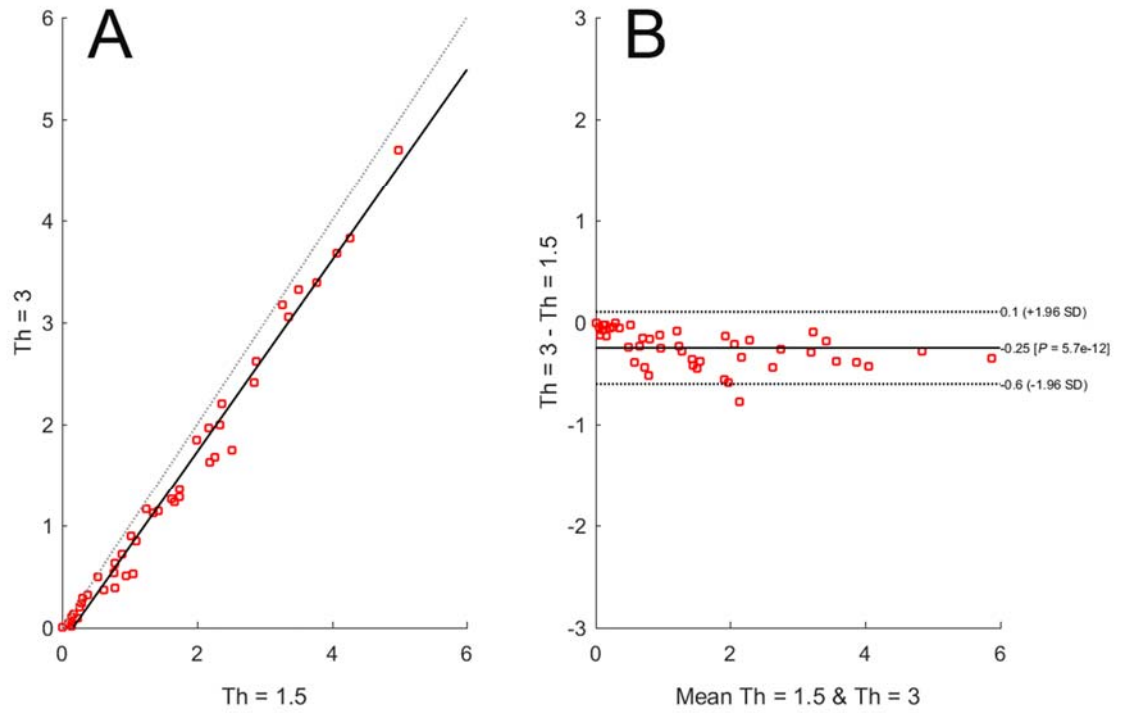 A
6
5
4
3
2
1
0
Th = 3
0 2 4 6
Th = 1.5
B
3
2
1
0
-1
-2
-3
Th = 3 - Th = 1.5
0.1 (+1.96 SD)
-0.25 [P = 5.7e-12]
-0.6 (-1.96 SD)
0 2 4 6
Mean Th = 1.5 & Th = 3